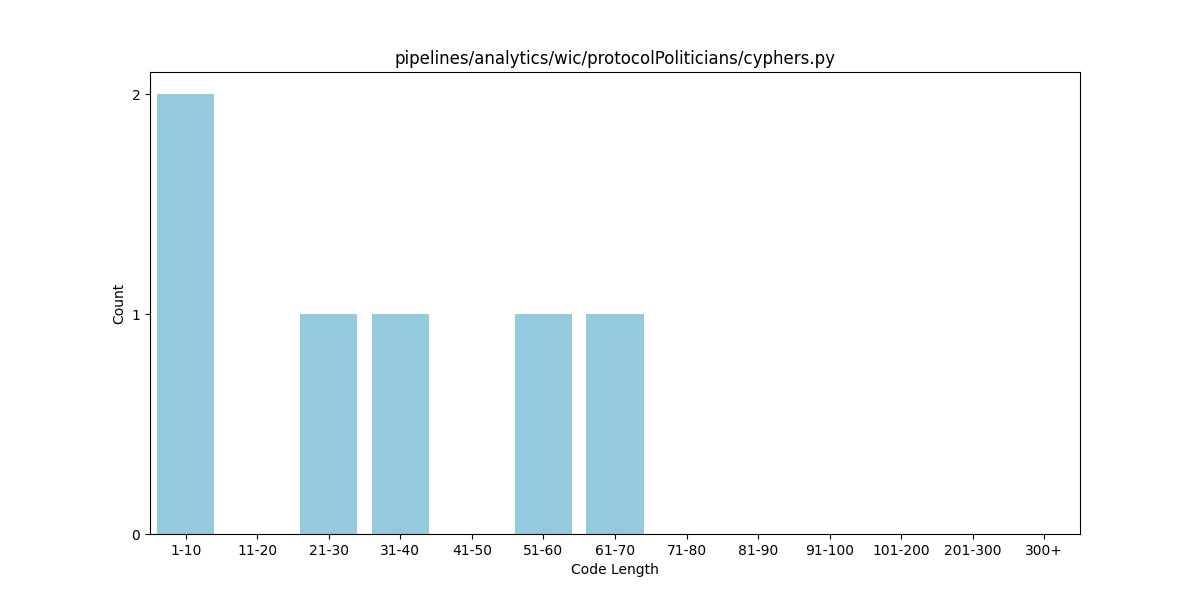 pipelines/analytics/wic/protocolPoliticians/cyphers.py
2
1
0
Count
1-10 11-20 21-30 31-40 41-50 51-60 61-70 71-80 81-90 91-100 101-200 201-300 300+
Code Length